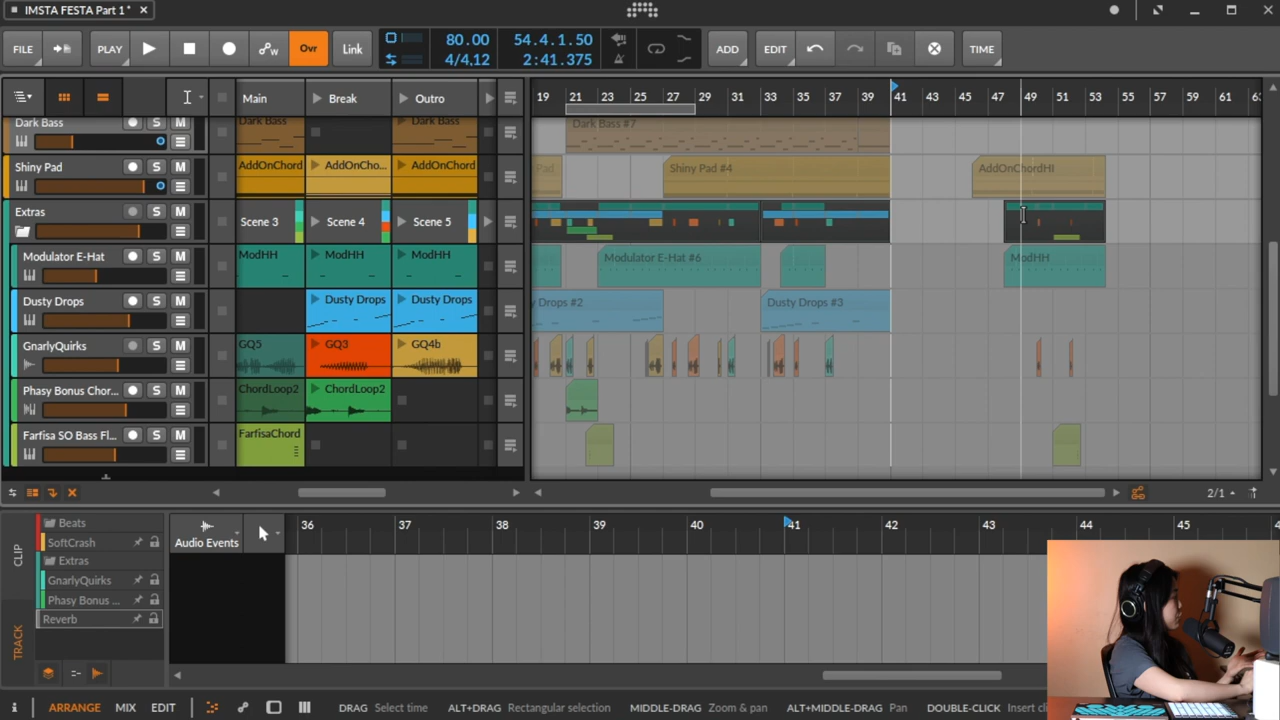 IMSTA FESTA Part 1 *
FILE PLAY Ovr Link 80.00 54.4.1.50 ADD EDIT TIME
4/4,12 2:41.375
Main Break Outro 19 21 23 25 27 29 31 33 35 37 39 41 43 45 47 49 51 53 55 57 59 61 63
Dark Bass Dark Bass Dark Bass Dark Bass #7
Shiny Pad AddOnChord AddOnCho... AddOnChord Pad Shiny Pad #4 AddOnChordHI
Extras Scene 3 Scene 4 Scene 5
Modulator E-Hat ModHH ModHH ModHH Modulator E-Hat #6 ModHH
Dusty Drops Dusty Drops Dusty Drops y Drops #2 Dusty Drops #3
GnarlyQuirks GQ5 GQ3 GQ4b
Phasy Bonus Chor... ChordLoop2 ChordLoop2
Farfisa SO Bass Fl... FarfisaChord
S M
2/1
CLIP
TRACK
Beats
SoftCrash
Extras
GnarlyQuirks
Phasy Bonus ...
Reverb
Audio Events
36 37 38 39 40 41 42 43 44 45 4
i ARRANGE MIX EDIT DRAG Select time ALT+DRAG Rectangular selection MIDDLE-DRAG Zoom & pan ALT+MIDDLE-DRAG Pan DOUBLE-CLICK Insert cli